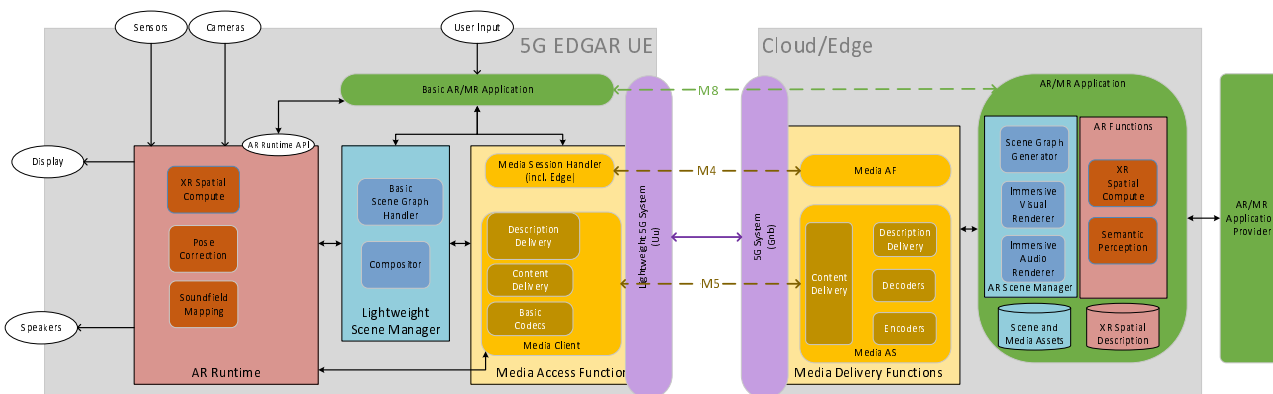 Sensors
Cameras
User Input
5G EDGAR UE
Cloud/Edge
Basic AR/MR Application
M8
AR/MR Application
AR Runtime API
Display
XR Spatial
Compute
Pose
Correction
Soundfield
Mapping
Speakers
AR Runtime
Basic
Scene Graph
Handler
Compositor
Lightweight
Scene Manager
Media Session Handler
(incl. Edge)
Description
Delivery
Content
Delivery
Basic
Codecs
Media Client
Media Access Function
Lightweight 5G System
(Uu)
M4
M5
5G System
(Gnb)
Media AF
Content
Delivery
Description
Delivery
Decoders
Encoders
Media AS
Media Delivery Functions
Scene Graph
Generator
Immersive
Visual
Renderer
Immersive
Audio
Renderer
AR Scene Manager
AR Functions
XR
Spatial
Compute
Semantic
Perception
Scene and
Media Assets
XR Spatial
Description
AR/MR
Application
Provider